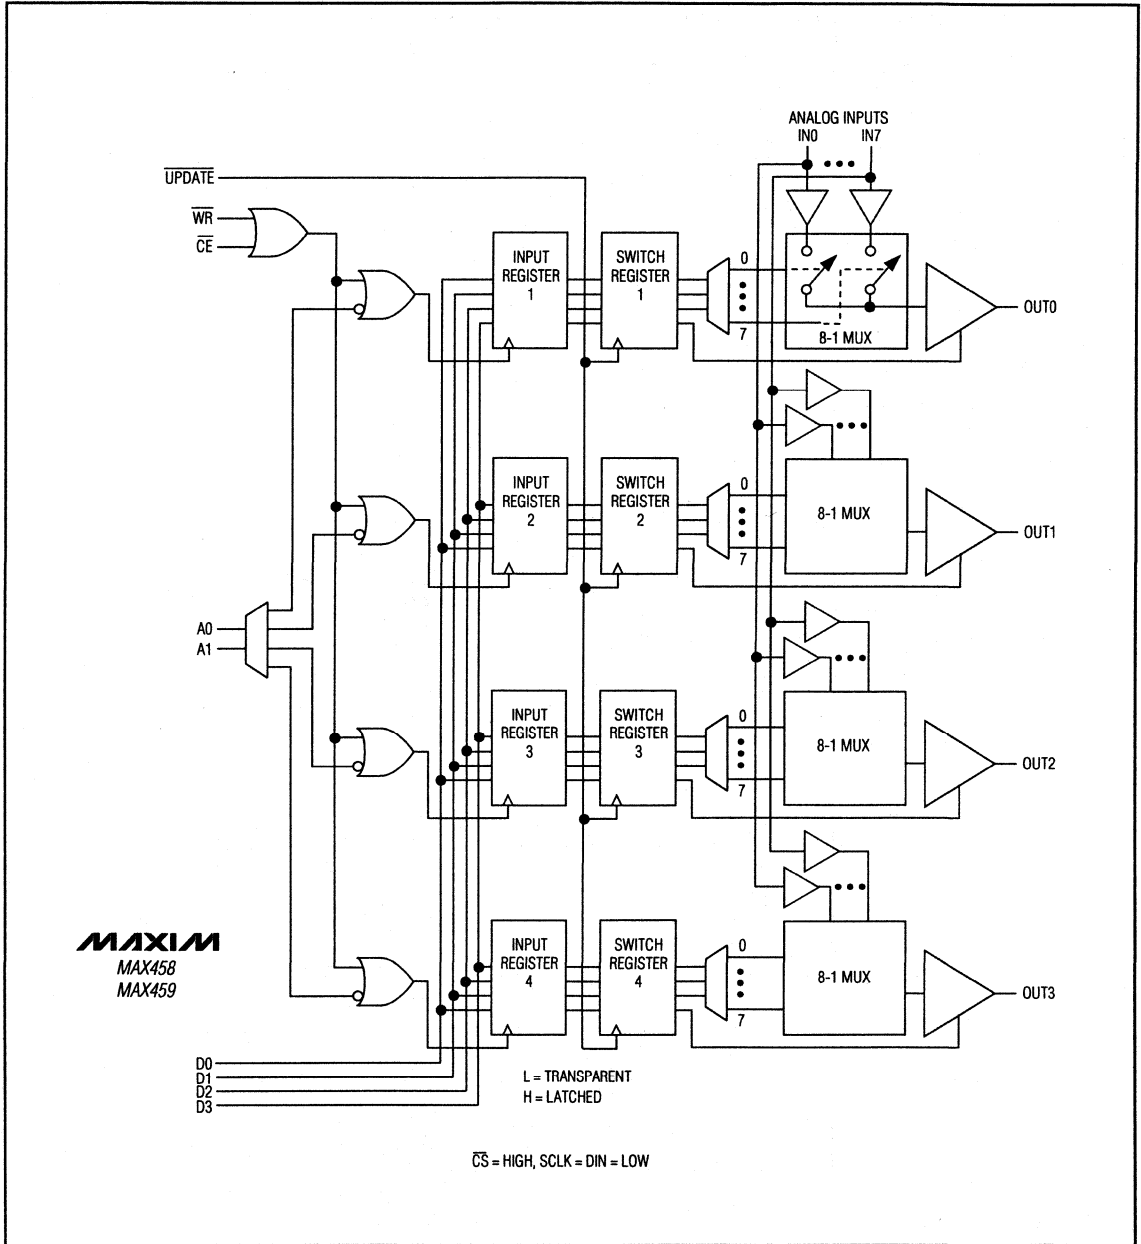 ANALOG INPUTS
IN0 IN7
UPDATE
WR
CE
INPUT REGISTER 1
SWITCH REGISTER 1
0
7
8-1 MUX
OUT0
INPUT REGISTER 2
SWITCH REGISTER 2
0
7
8-1 MUX
OUT1
A0
A1
INPUT REGISTER 3
SWITCH REGISTER 3
0
7
8-1 MUX
OUT2
INPUT REGISTER 4
SWITCH REGISTER 4
0
7
8-1 MUX
OUT3
MAXIM
MAX458
MAX459
D0
D1
D2
D3
L = TRANSPARENT
H = LATCHED
CS = HIGH, SCLK = DIN = LOW